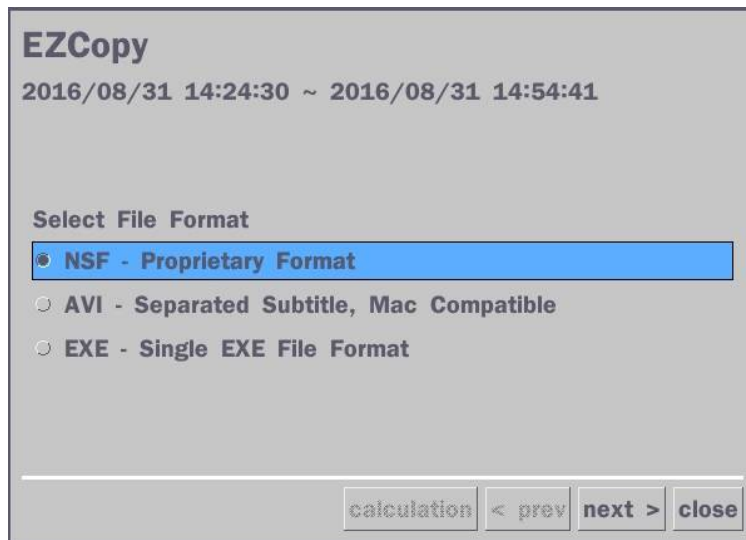 EZCopy
2016/08/31 14:24:30 ~ 2016/08/31 14:54:41
Select File Format
NSF - Proprietary Format
AVI - Separated Subtitle, Mac Compatible
EXE - Single EXE File Format
calculation < prev next > close